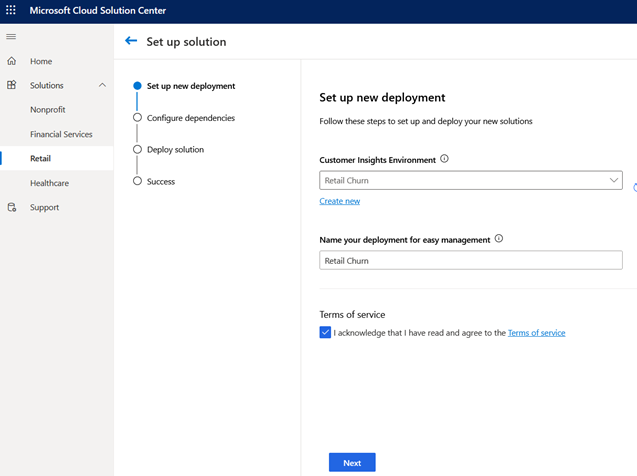 Microsoft Cloud Solution Center
Home
Solutions
Nonprofit
Financial Services
Retail
Healthcare
Support
Set up solution
Set up new deployment
Configure dependencies
Deploy solution
Success
Set up new deployment
Follow these steps to set up and deploy your new solutions
Customer Insights Environment
Retail Churn
Create new
Name your deployment for easy management
Retail Churn
Terms of service
I acknowledge that I have read and agree to the Terms of service
Next